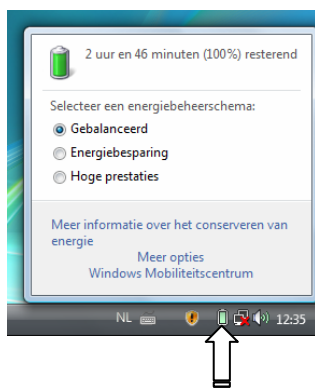 2 uur en 46 minuten (100%) resterend
Selecteer een energiebeheerschema:
Gebalanceerd
Energiebesparing
Hoge prestaties
Meer informatie over het conserveren van
energie
Meer opties
Windows Mobiliteitscentrum
NL 12:35